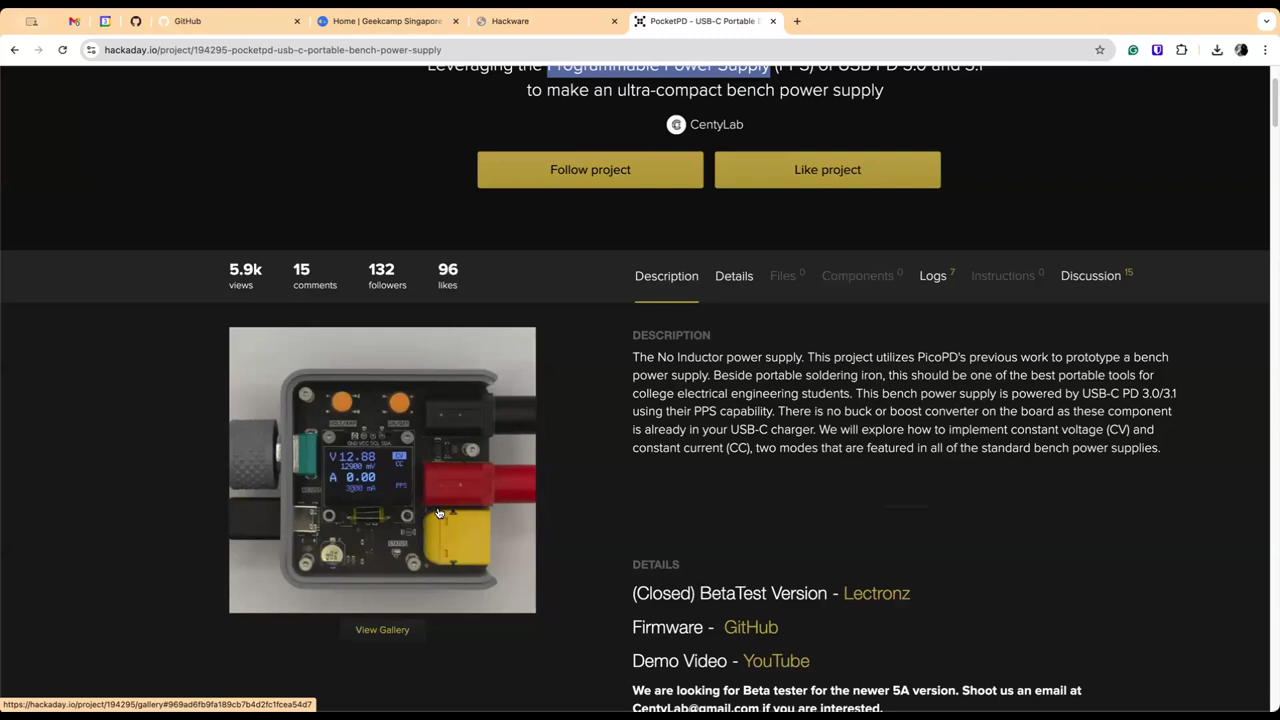 GitHub
Home | Geekcamp Singapore
Hackware
PocketPD - USB-C Portable B
hackaday.io/project/194295-pocketpd-usb-c-portable-bench-power-supply
Leveraging the Programmable Power Supply (PPS) of USB PD 3.0 and 3.1
to make an ultra-compact bench power supply
CentyLab
Follow project
Like project
5.9k
views
15
comments
132
followers
96
likes
Description
Details
Files 0
Components 0
Logs 7
Instructions 0
Discussion 15
V 12.88
12900 mV
A 0.00
3000 mA
CV
CC
PPS
GND VCC SCL SDA
View Gallery
DESCRIPTION
The No Inductor power supply. This project utilizes PicoPD's previous work to prototype a bench
power supply. Beside portable soldering iron, this should be one of the best portable tools for
college electrical engineering students. This bench power supply is powered by USB-C PD 3.0/3.1
using their PPS capability. There is no buck or boost converter on the board as these component
is already in your USB-C charger. We will explore how to implement constant voltage (CV) and
constant current (CC), two modes that are featured in all of the standard bench power supplies.
DETAILS
(Closed) BetaTest Version - Lectronz
Firmware - GitHub
Demo Video - YouTube
We are looking for Beta tester for the newer 5A version. Shoot us an email at
CentyLab@gmail.com if you are interested.
https://hackaday.io/project/194295/gallery#969ad6fb9fa189cb7b4d2fc1fcea54d7